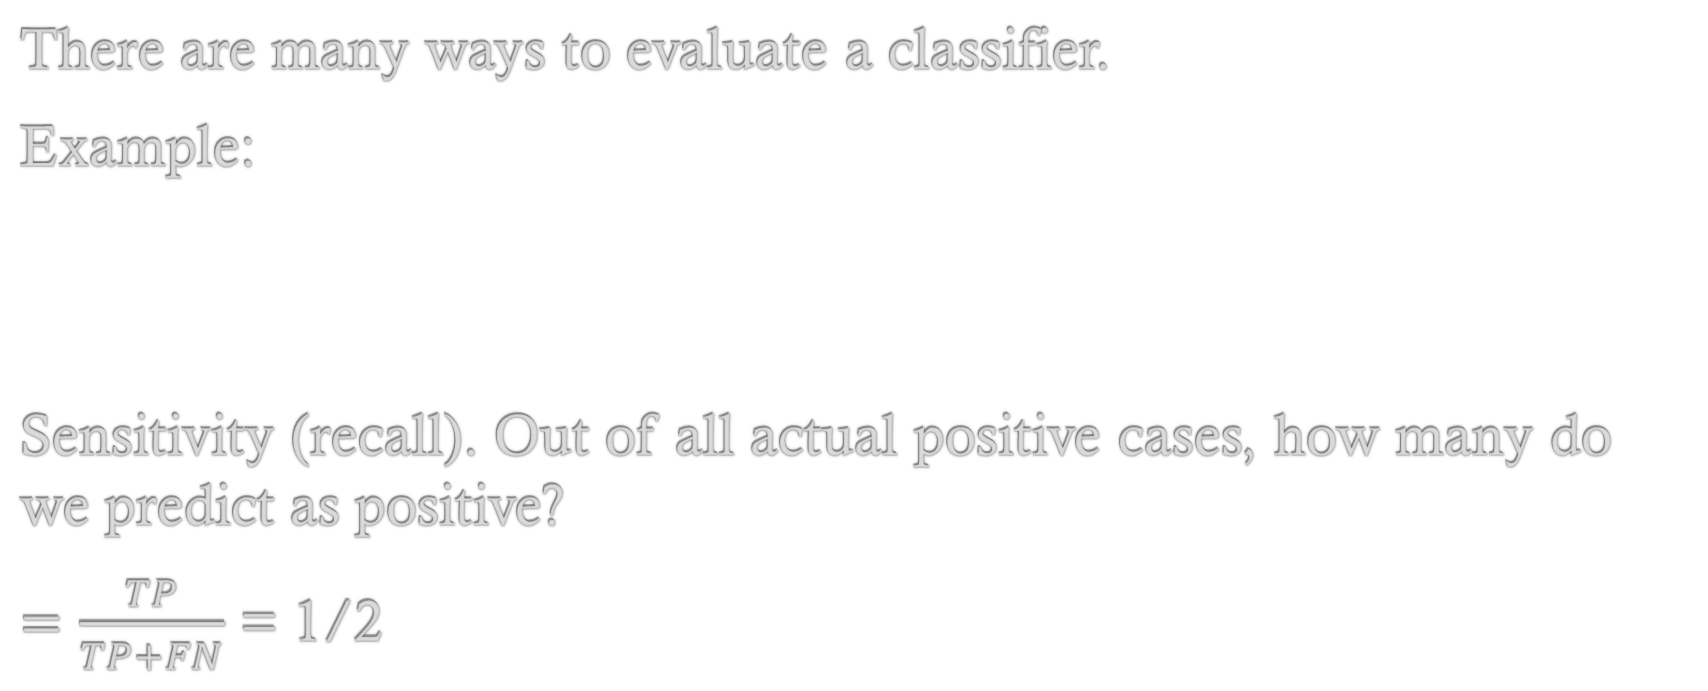 There are many ways to evaluate a classifier.
Example:
Sensitivity (recall). Out of all actual positive cases, how many do
we predict as positive?
= TP/(TP+FN) = 1/2